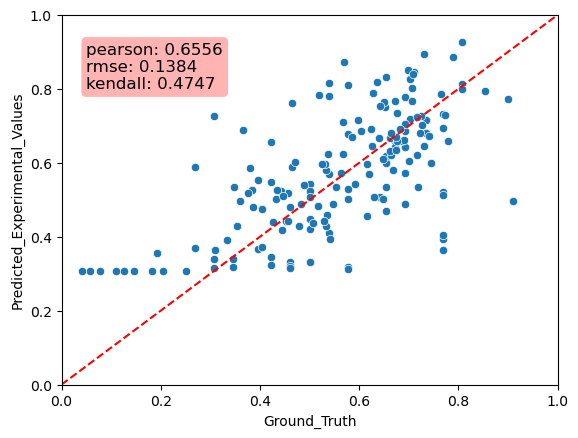 1.0
pearson: 0.6556
rmse: 0.1384
kendall: 0.4747
0.8
0.6
0.4
0.2
0.0
Predicted_Experimental_Values
0.0 0.2 0.4 0.6 0.8 1.0
Ground_Truth